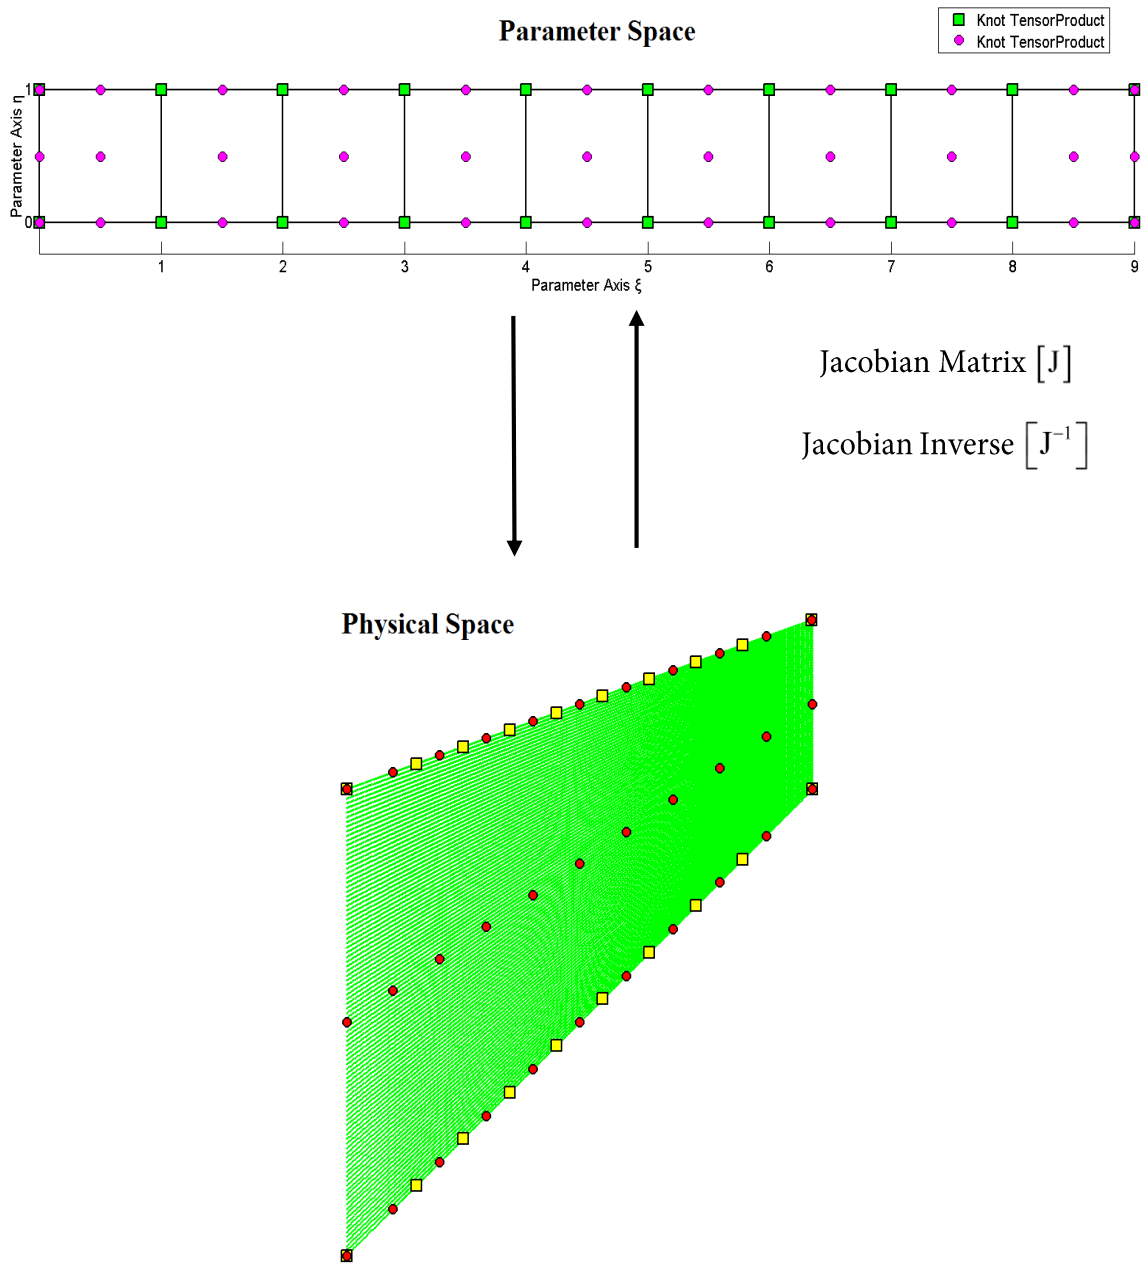 Parameter Space
Knot TensorProduct
Knot TensorProduct
Parameter Axis η
1
0
1 2 3 4 5 6 7 8 9
Parameter Axis ξ
Jacobian Matrix [J]
Jacobian Inverse [J⁻¹]
Physical Space